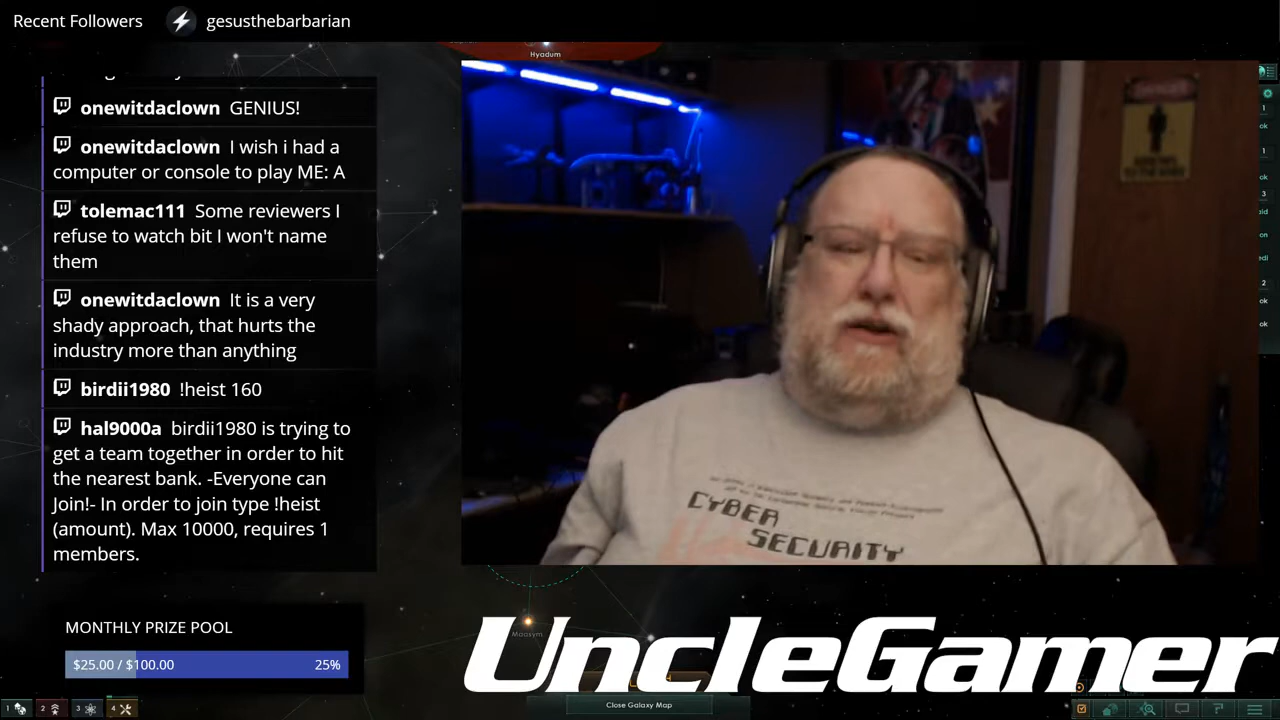 Recent Followers gesusthebarbarian
Hyadum
onewitdaclown GENIUS!
onewitdaclown I wish i had a
computer or console to play ME: A
tolemac111 Some reviewers I
refuse to watch bit I won't name
them
onewitdaclown It is a very
shady approach, that hurts the
industry more than anything
birdii1980 !heist 160
hal9000a birdii1980 is trying to
get a team together in order to hit
the nearest bank. -Everyone can
Join!- In order to join type !heist
(amount). Max 10000, requires 1
members.
CYBER
SECURITY
MONTHLY PRIZE POOL
$25.00 / $100.00 25%
UncleGamer
Close Galaxy Map
1 2 3 4